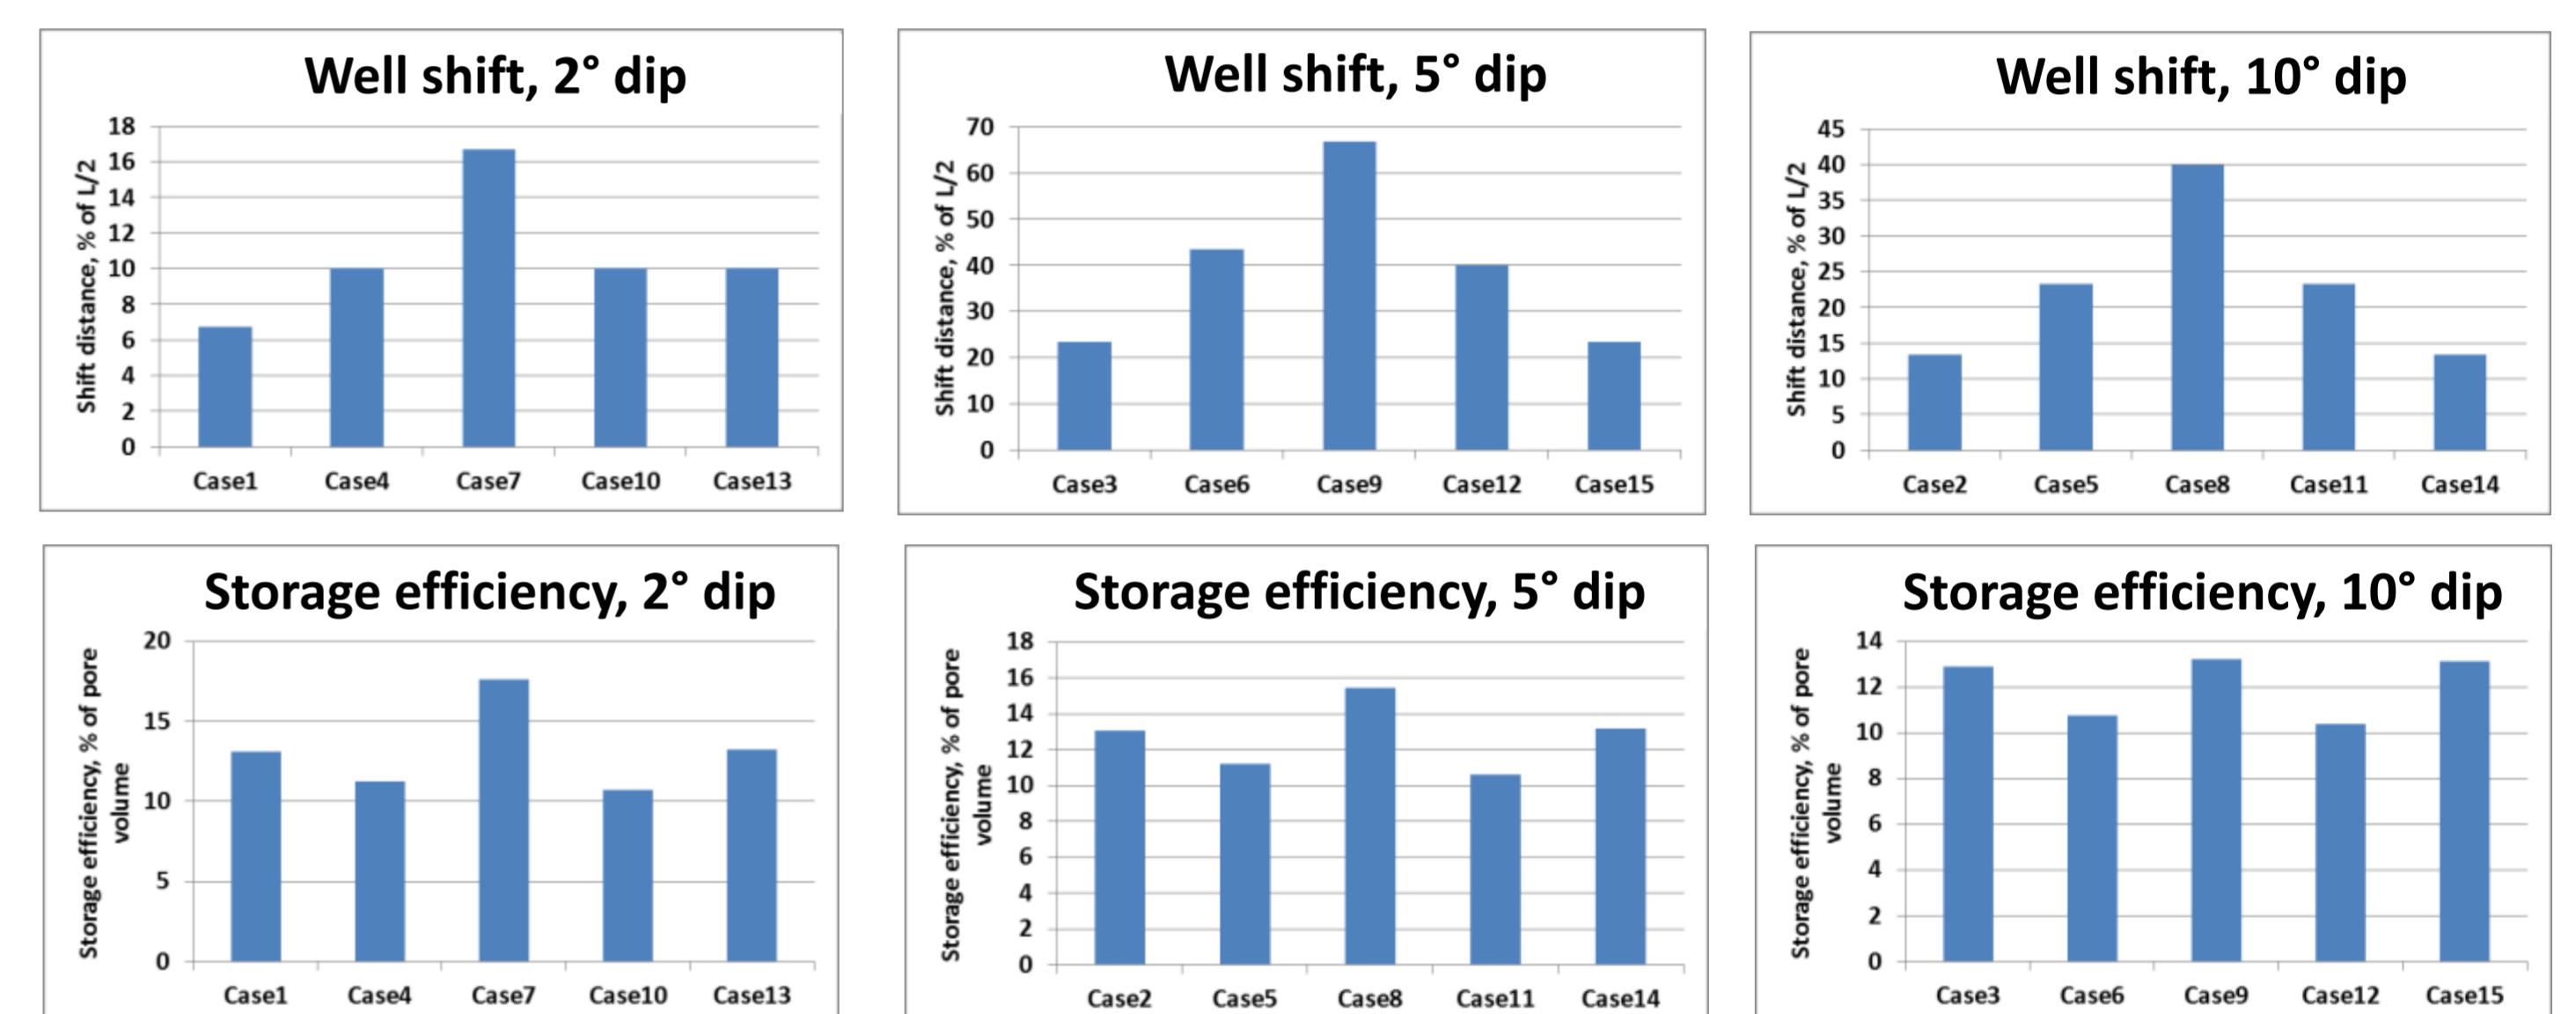 Well shift, 2° dip
Shift distance, % of L/2
18
16
14
12
10
8
6
4
2
0
Case1 Case4 Case7 Case10 Case13
Well shift, 5° dip
Shift distance, % of L/2
70
60
50
40
30
20
10
0
Case3 Case6 Case9 Case12 Case15
Well shift, 10° dip
Shift distance, % of L/2
45
40
35
30
25
20
15
10
5
0
Case2 Case5 Case8 Case11 Case14
Storage efficiency, 2° dip
Storage efficiency, % of pore
volume
20
15
10
5
0
Case1 Case4 Case7 Case10 Case13
Storage efficiency, 5° dip
Storage efficiency, % of pore
volume
18
16
14
12
10
8
6
4
2
0
Case2 Case5 Case8 Case11 Case14
Storage efficiency, 10° dip
Storage efficiency, % of pore
volume
14
12
10
8
6
4
2
0
Case3 Case6 Case9 Case12 Case15